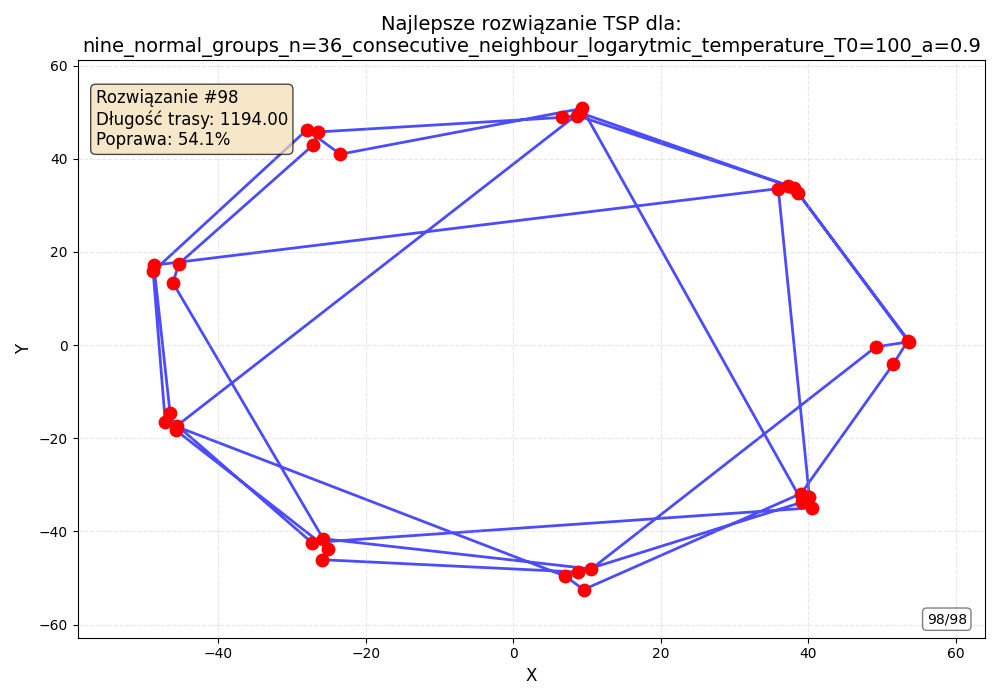 Najlepsze rozwiązanie TSP dla:
nine_normal_groups_n=36_consecutive_neighbour_logarytmic_temperature_T0=100_a=0.9
Rozwiązanie #98
Długość trasy: 1194.00
Poprawa: 54.1%
60
40
20
0
−20
−40
−60
Y
98/98
−40
−20
0
20
40
60
X